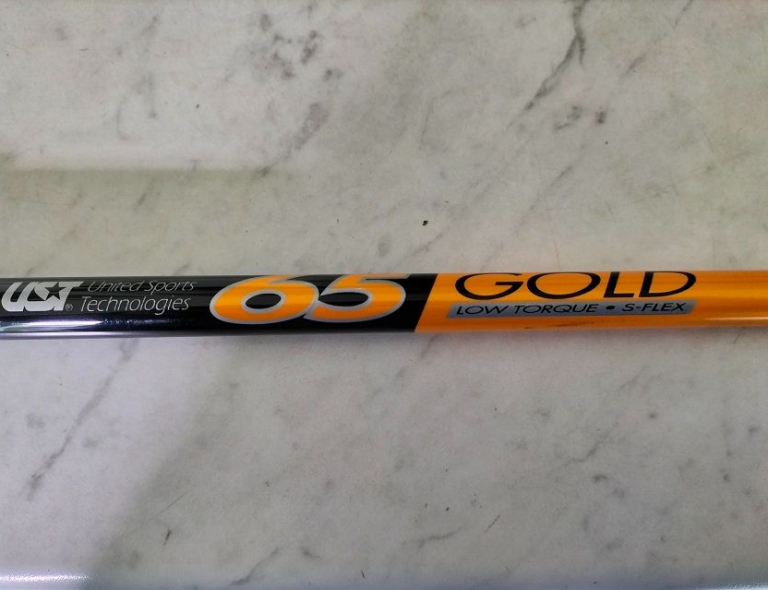 UST® United Sports
Technologies
65
GOLD
LOW TORQUE • S-FLEX